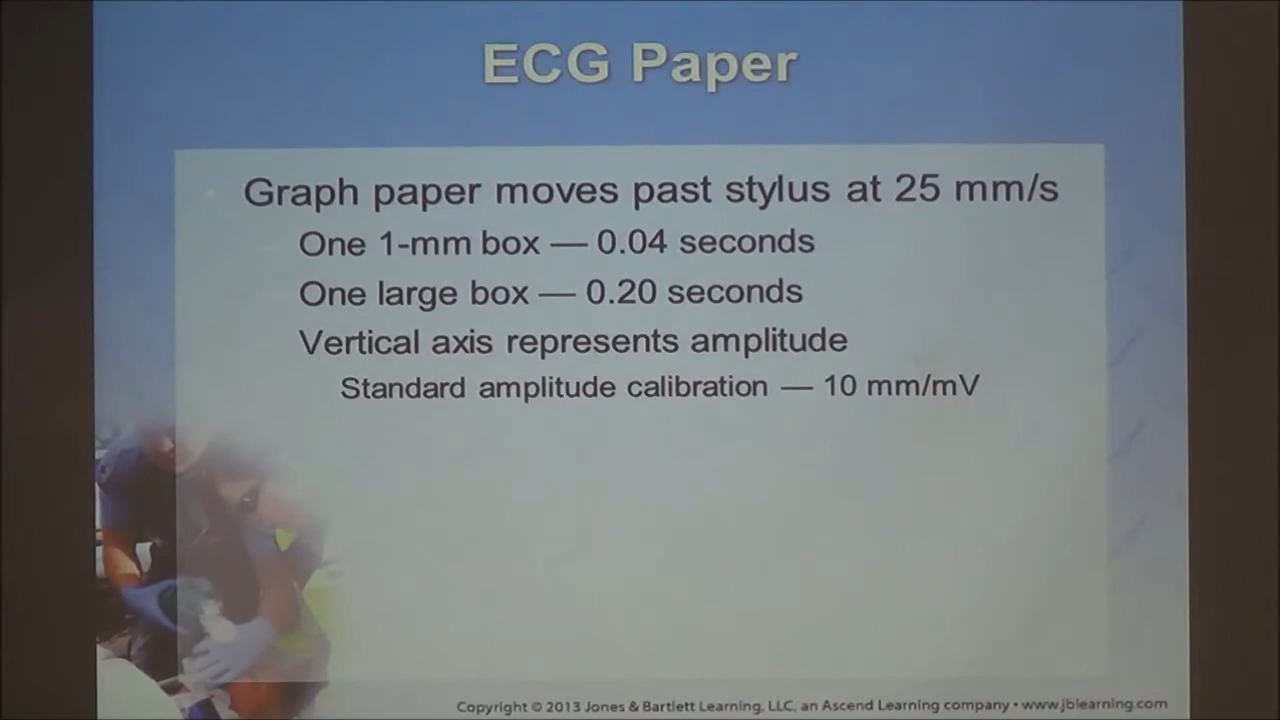 ECG Paper
Graph paper moves past stylus at 25 mm/s
One 1-mm box — 0.04 seconds
One large box — 0.20 seconds
Vertical axis represents amplitude
Standard amplitude calibration — 10 mm/mV
Copyright © 2013 Jones & Bartlett Learning, LLC, an Ascend Learning company • www.jblearning.com